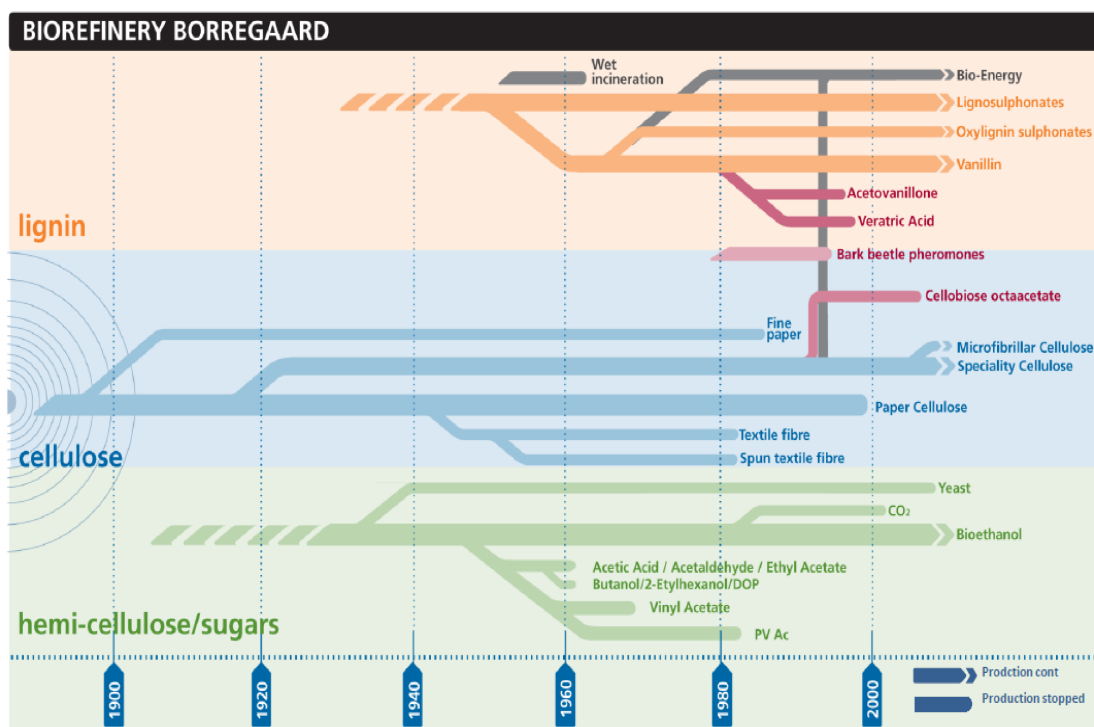 BIOREFINERY BORREGAARD
Wet
incineration
Bio-Energy
Lignosulphonates
Oxylignin sulphonates
Vanillin
Acetovanillone
Veratric Acid
lignin
Bark beetle pheromones
Cellobiose octaacetate
Fine
paper
Microfibrillar Cellulose
Speciality Cellulose
Paper Cellulose
Textile fibre
cellulose
Spun textile fibre
Yeast
CO₂
Bioethanol
Acetic Acid / Acetaldehyde / Ethyl Acetate
Butanol/2-Etylhexanol/DOP
Vinyl Acetate
hemi-cellulose/sugars
PV Ac
1900
1920
1940
1960
1980
2000
Prodction cont
Production stopped